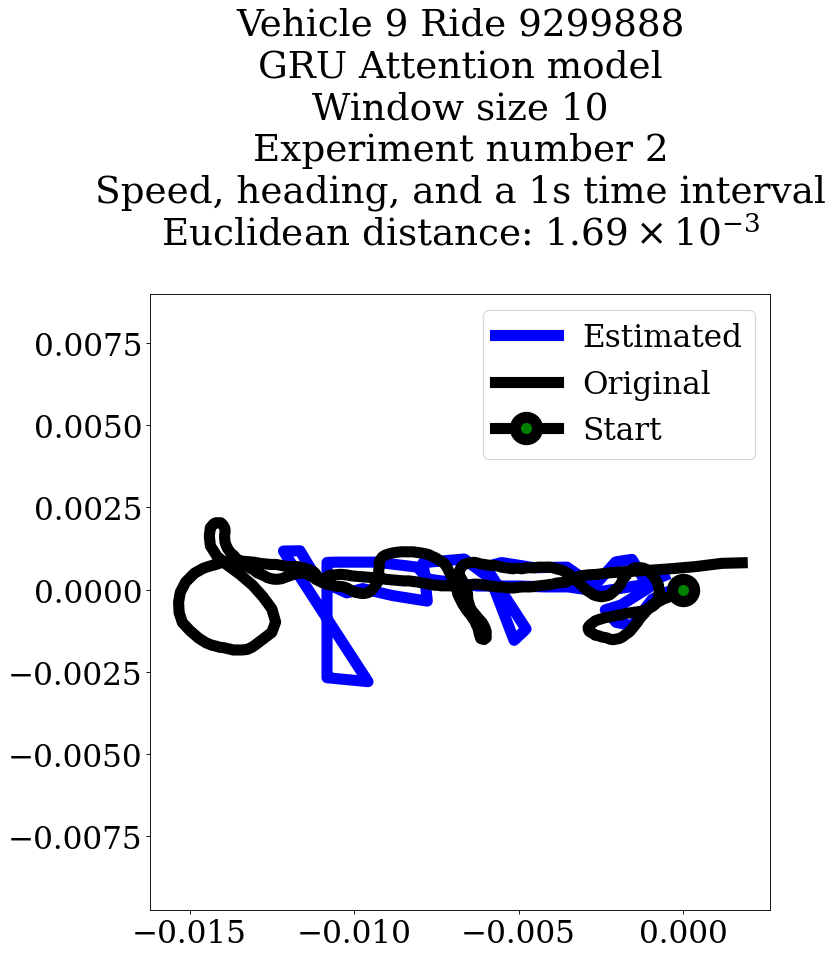 Vehicle 9 Ride 9299888
GRU Attention model
Window size 10
Experiment number 2
Speed, heading, and a 1s time interval
Euclidean distance: 1.69 × 10⁻³
Estimated
Original
Start
0.0075
0.0050
0.0025
0.0000
−0.0025
−0.0050
−0.0075
−0.015 −0.010 −0.005 0.000